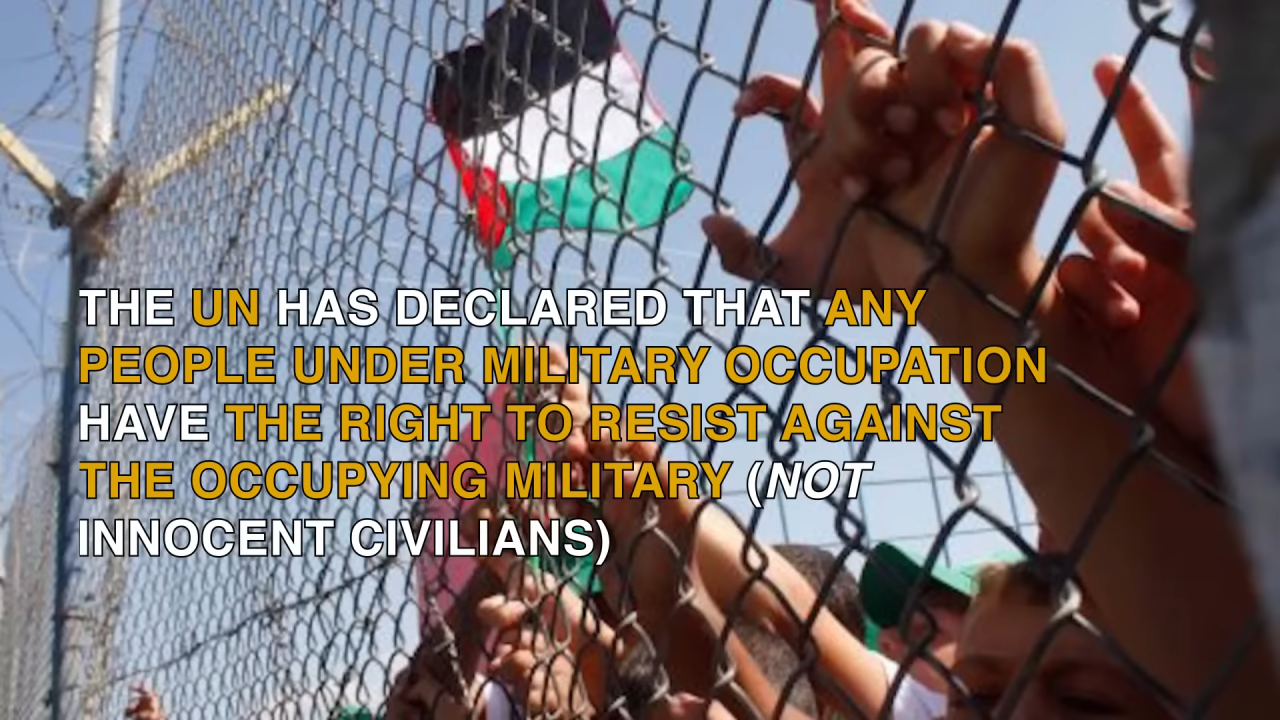 THE UN HAS DECLARED THAT ANY
PEOPLE UNDER MILITARY OCCUPATION
HAVE THE RIGHT TO RESIST AGAINST
THE OCCUPYING MILITARY (NOT
INNOCENT CIVILIANS)